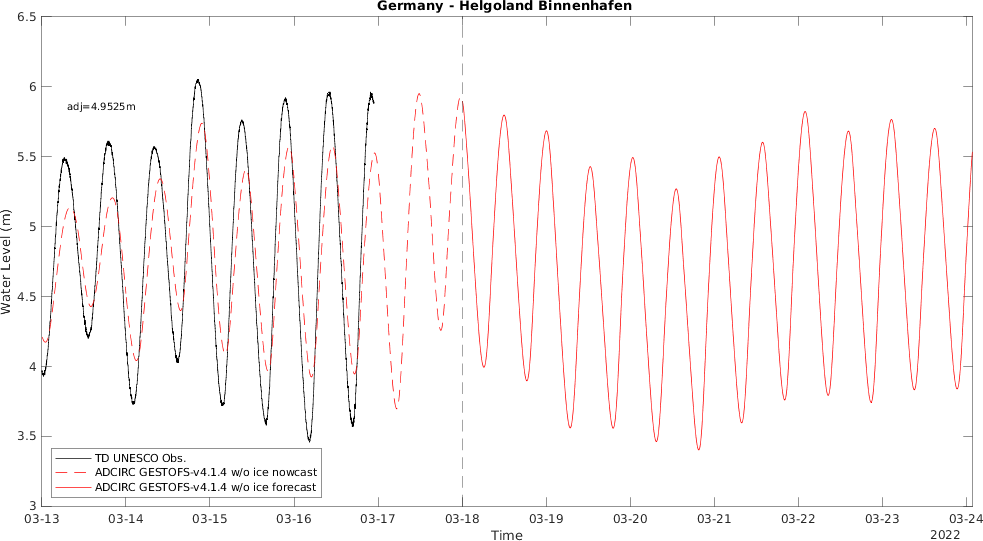 Germany - Helgoland Binnenhafen
6.5
6
5.5
5
4.5
4
3.5
3
Water Level (m)
adj=4.9525m
TD UNESCO Obs.
ADCIRC GESTOFS-v4.1.4 w/o ice nowcast
ADCIRC GESTOFS-v4.1.4 w/o ice forecast
03-13 03-14 03-15 03-16 03-17 03-18 03-19 03-20 03-21 03-22 03-23 03-24
Time
2022